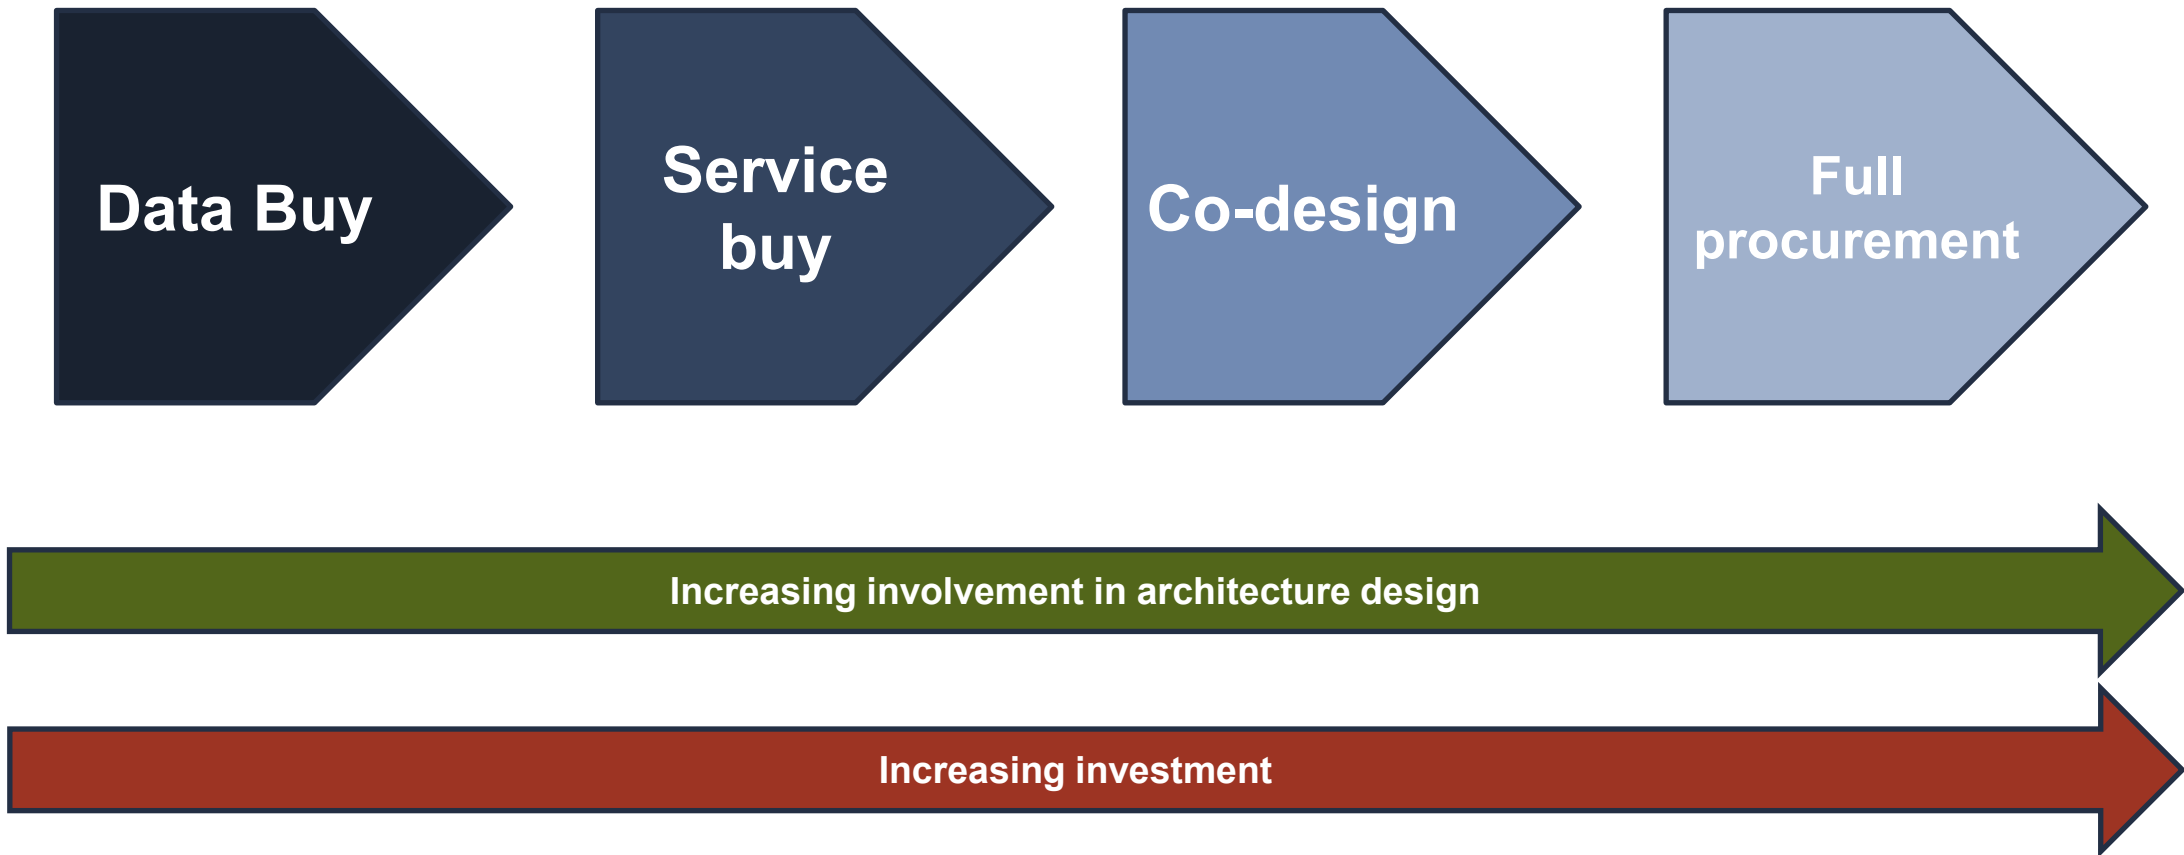 Data Buy
Service
buy
Co-design
Full
procurement
Increasing involvement in architecture design
Increasing investment